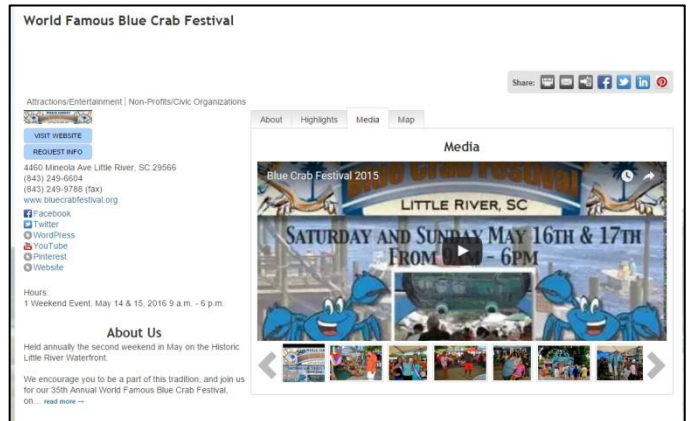 World Famous Blue Crab Festival
Share:
Attractions/Entertainment | Non-Profits/Civic Organizations
VISIT WEBSITE
REQUEST INFO
4460 Mineola Ave Little River, SC 29566
(843) 249-6604
(843) 249-9788 (fax)
www.bluecrabfestival.org
Facebook
Twitter
WordPress
YouTube
Pinterest
Website
Hours:
1 Weekend Event. May 14 & 15, 2016 9 a.m. - 6 p.m.
About Us
Held annually the second weekend in May on the Historic
Little River Waterfront.
We encourage you to be a part of this tradition, and join us
for our 35th Annual World Famous Blue Crab Festival,
on... read more →
About Highlights Media Map
Media
Blue Crab Festival 2015
Blue Crab Festival
LITTLE RIVER, SC
SATURDAY AND SUNDAY MAY 16TH & 17TH
FROM 9AM - 6PM